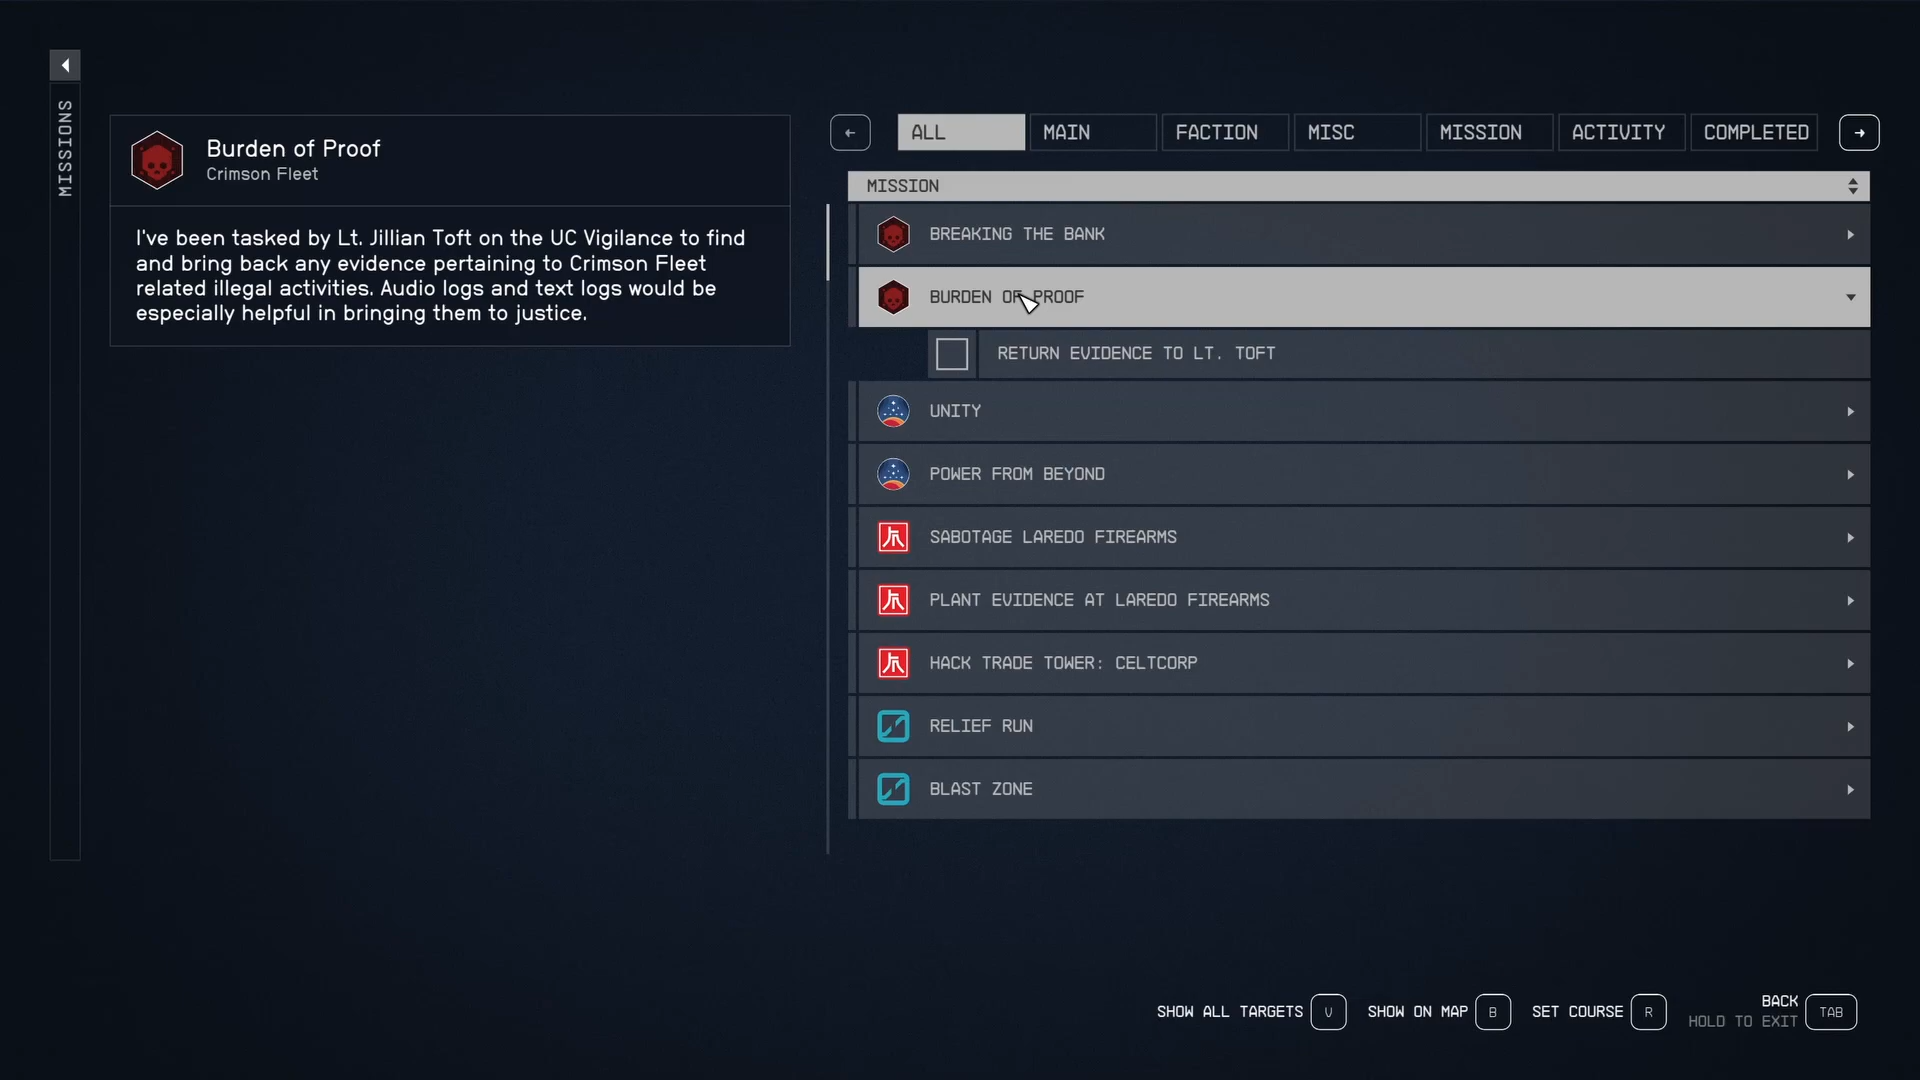 MISSIONS
Burden of Proof
Crimson Fleet
I've been tasked by Lt. Jillian Toft on the UC Vigilance to find
and bring back any evidence pertaining to Crimson Fleet
related illegal activities. Audio logs and text logs would be
especially helpful in bringing them to justice.
ALL MAIN FACTION MISC MISSION ACTIVITY COMPLETED
MISSION
BREAKING THE BANK
BURDEN OF PROOF
RETURN EVIDENCE TO LT. TOFT
UNITY
POWER FROM BEYOND
SABOTAGE LAREDO FIREARMS
PLANT EVIDENCE AT LAREDO FIREARMS
HACK TRADE TOWER: CELTCORP
RELIEF RUN
BLAST ZONE
SHOW ALL TARGETS V SHOW ON MAP B SET COURSE R BACK TAB
HOLD TO EXIT